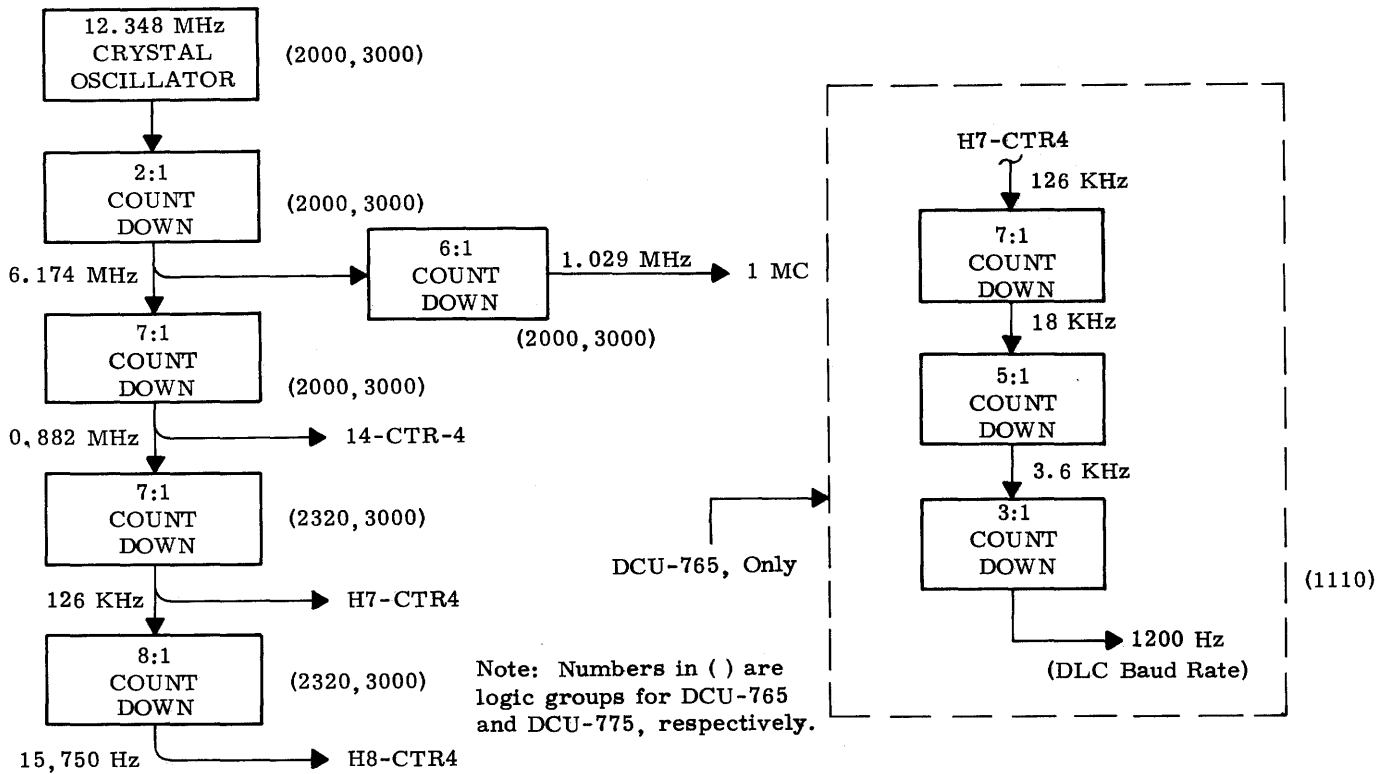 12.348 MHz
CRYSTAL
OSCILLATOR
(2000,3000)
2:1
COUNT
DOWN
(2000,3000)
6.174 MHz
6:1
COUNT
DOWN
(2000,3000)
1.029 MHz
1 MC
7:1
COUNT
DOWN
(2000,3000)
0.882 MHz
14-CTR-4
7:1
COUNT
DOWN
(2320,3000)
126 KHz
H7-CTR4
8:1
COUNT
DOWN
(2320,3000)
15,750 Hz
H8-CTR4
Note: Numbers in ( ) are
logic groups for DCU-765
and DCU-775, respectively.
DCU-765, Only
H7-CTR4
126 KHz
7:1
COUNT
DOWN
18 KHz
5:1
COUNT
DOWN
3.6 KHz
3:1
COUNT
DOWN
1200 Hz
(DLC Baud Rate)
(1110)